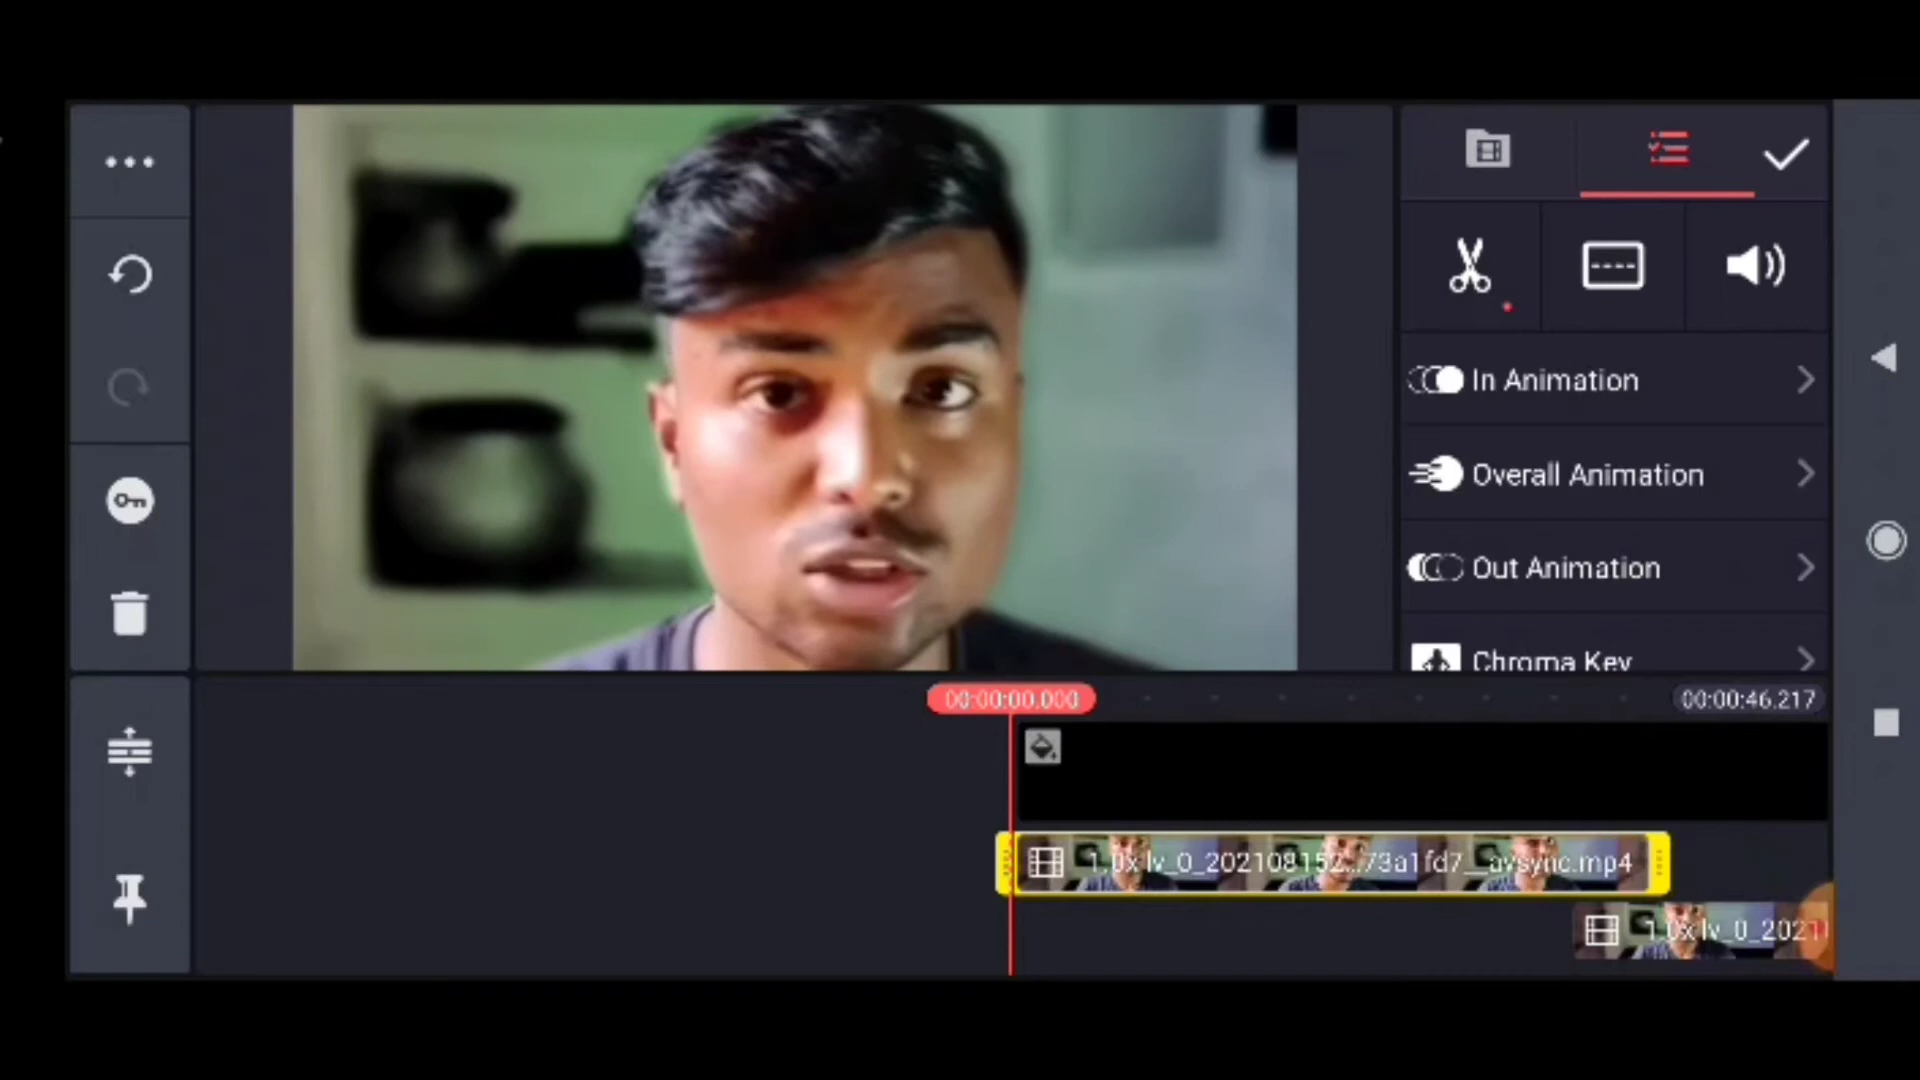 In Animation
Overall Animation
Out Animation
Chroma Key
00:00:00.000
00:00:46.217
1.0x lv_0_202108152...73a1fd7__avsync.mp4
1.0x lv_0_2021